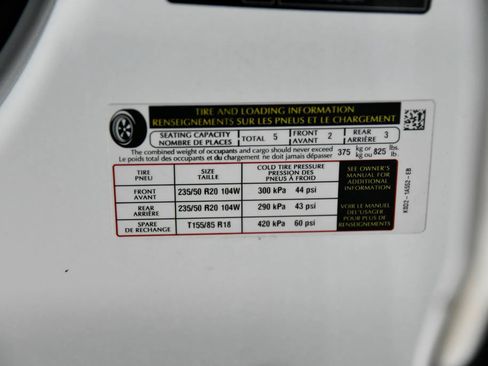 TIRE AND LOADING INFORMATION
RENSEIGNEMENTS SUR LES PNEUS ET LE CHARGEMENT
SEATING CAPACITY
NOMBRE DE PLACES
TOTAL 5
FRONT
AVANT 2
REAR
ARRIÈRE 3
The combined weight of occupants and cargo should never exceed
Le poids total des occupants et du chargement ne doit jamais dépasser
375 kg or
kg ou
825 lbs.
lb.
TIRE
PNEU
SIZE
TAILLE
COLD TIRE PRESSURE
PRESSION DES
PNEUS À FROID
FRONT
AVANT
235/50 R20 104W
300 kPa 44 psi
REAR
ARRIÈRE
235/50 R20 104W
290 kPa 43 psi
SPARE
DE RECHANGE
T155/85 R18
420 kPa 60 psi
SEE OWNER'S
MANUAL FOR
ADDITIONAL
INFORMATION
VOIR LE MANUEL
DE L'USAGER
POUR PLUS DE
RENSEIGNEMENTS